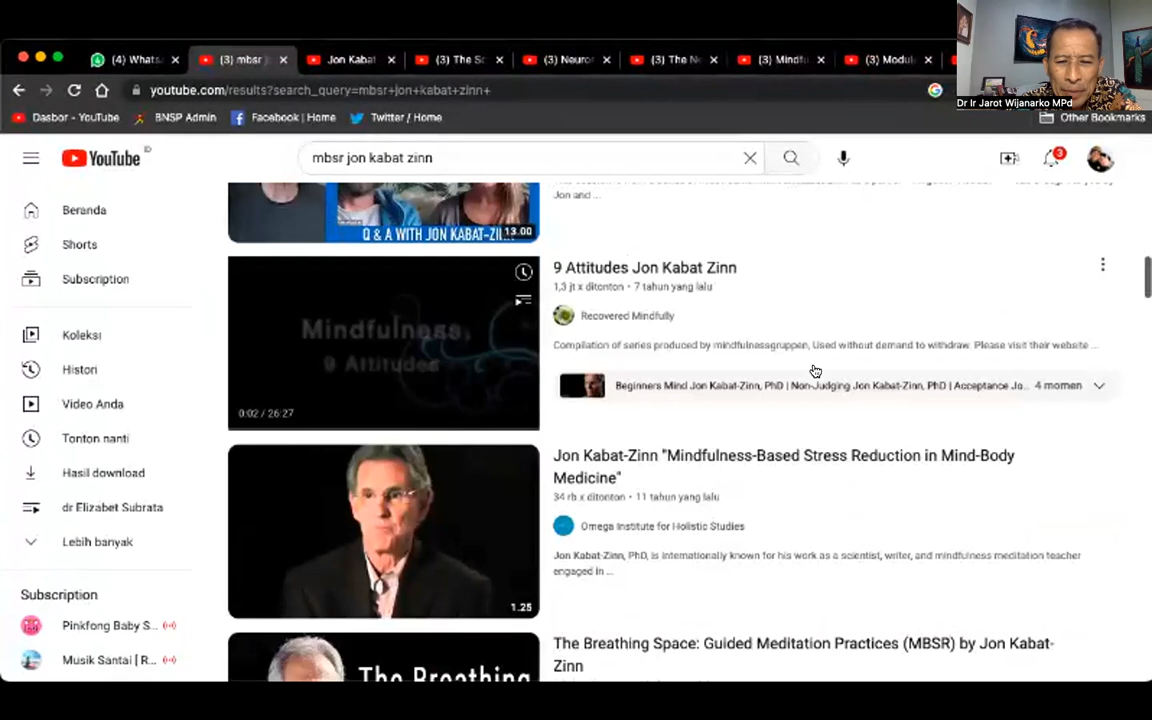 (4) Whats
(3) mbsr j
Jon Kabat
(3) The Sc
(3) Neuro
(3) The N
(3) Mindfu
(3) Modul
youtube.com/results?search_query=mbsr+jon+kabat+zinn+
Dasbor - YouTube
BNSP Admin
Facebook | Home
Twitter / Home
Other Bookmarks
Dr Ir Jarot Wijanarko MPd
YouTube ID
mbsr jon kabat zinn
3
Beranda
Shorts
Subscription
Koleksi
Histori
Video Anda
Tonton nanti
Hasil download
dr Elizabet Subrata
Lebih banyak
Subscription
Pinkfong Baby S...
Musik Santai [ R...
Q & A WITH JON KABAT-ZINN
13.00
Jon and ...
Mindfulness,
9 Attitudes
0:02 / 26:27
9 Attitudes Jon Kabat Zinn
1,3 jt x ditonton • 7 tahun yang lalu
Recovered Mindfully
Compilation of series produced by mindfulnessgruppen, Used without demand to withdraw. Please visit their website ...
Beginners Mind Jon Kabat-Zinn, PhD | Non-Judging Jon Kabat-Zinn, PhD | Acceptance Jo... 4 momen
1.25
Jon Kabat-Zinn "Mindfulness-Based Stress Reduction in Mind-Body
Medicine"
34 rb x ditonton • 11 tahun yang lalu
Omega Institute for Holistic Studies
Jon Kabat-Zinn, PhD, is internationally known for his work as a scientist, writer, and mindfulness meditation teacher
engaged in ...
The Breathing
The Breathing Space: Guided Meditation Practices (MBSR) by Jon Kabat-
Zinn